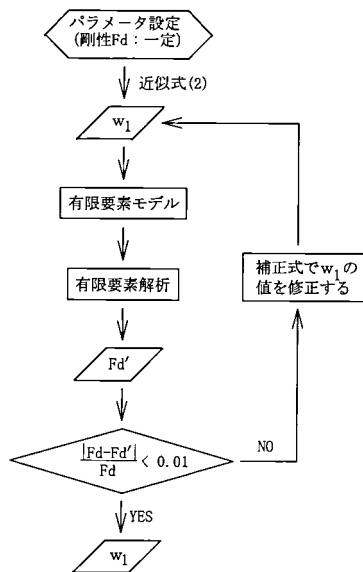 パラメータ設定
(剛性Fd:一定)
近似式(2)
w₁
有限要素モデル
有限要素解析
補正式でw₁の
値を修正する
Fd′
|Fd-Fd′|
Fd
< 0.01
NO
YES
w₁